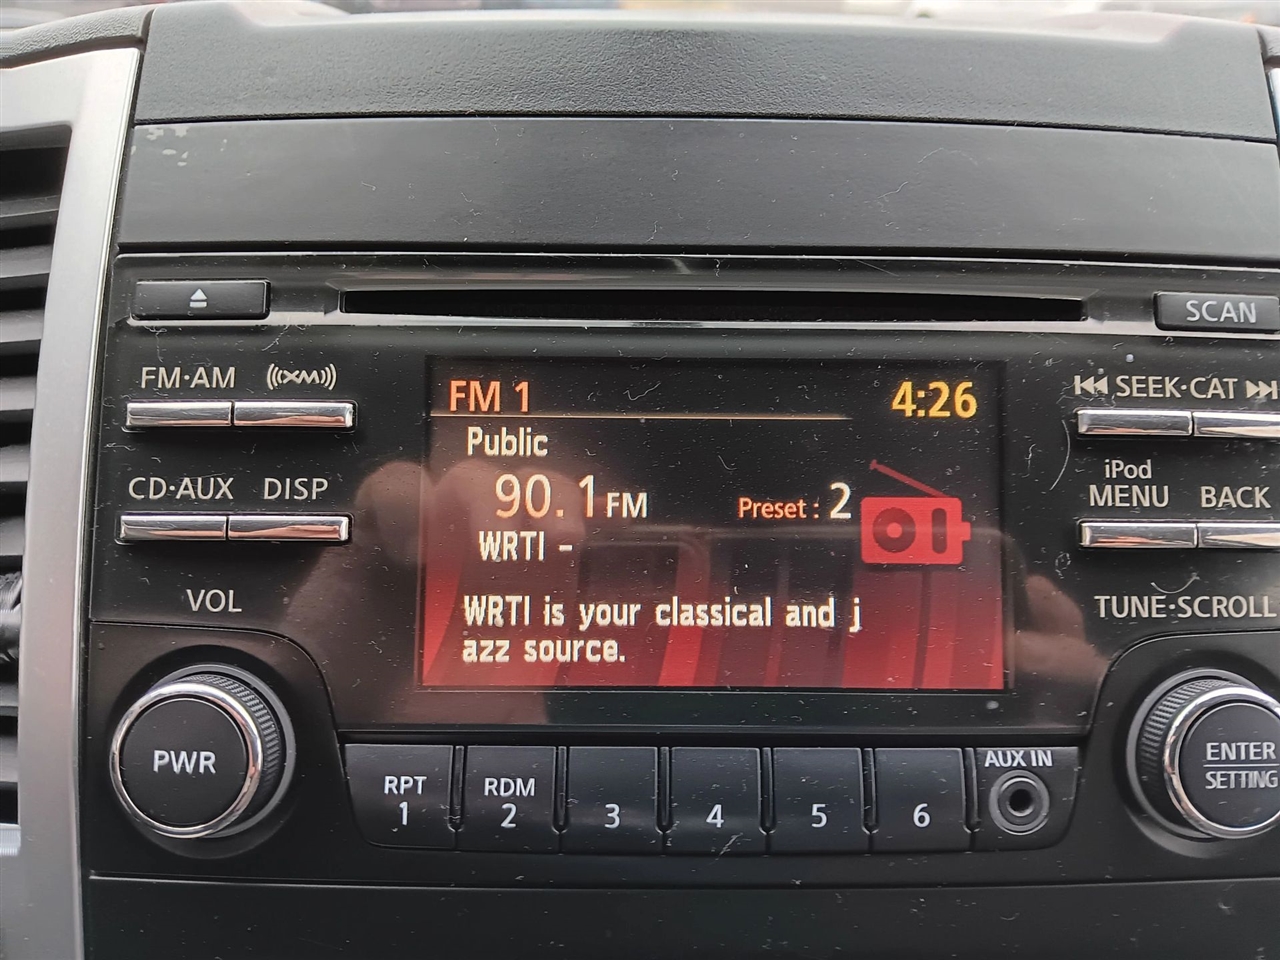 SCAN
FM·AM
((XM))
SEEK·CAT
CD·AUX
DISP
iPod
MENU
BACK
VOL
TUNE·SCROLL
FM 1
4:26
Public
90.1 FM
Preset : 2
WRTI -
WRTI is your classical and j
azz source.
PWR
ENTER
SETTING
RPT
1
RDM
2
3
4
5
6
AUX IN